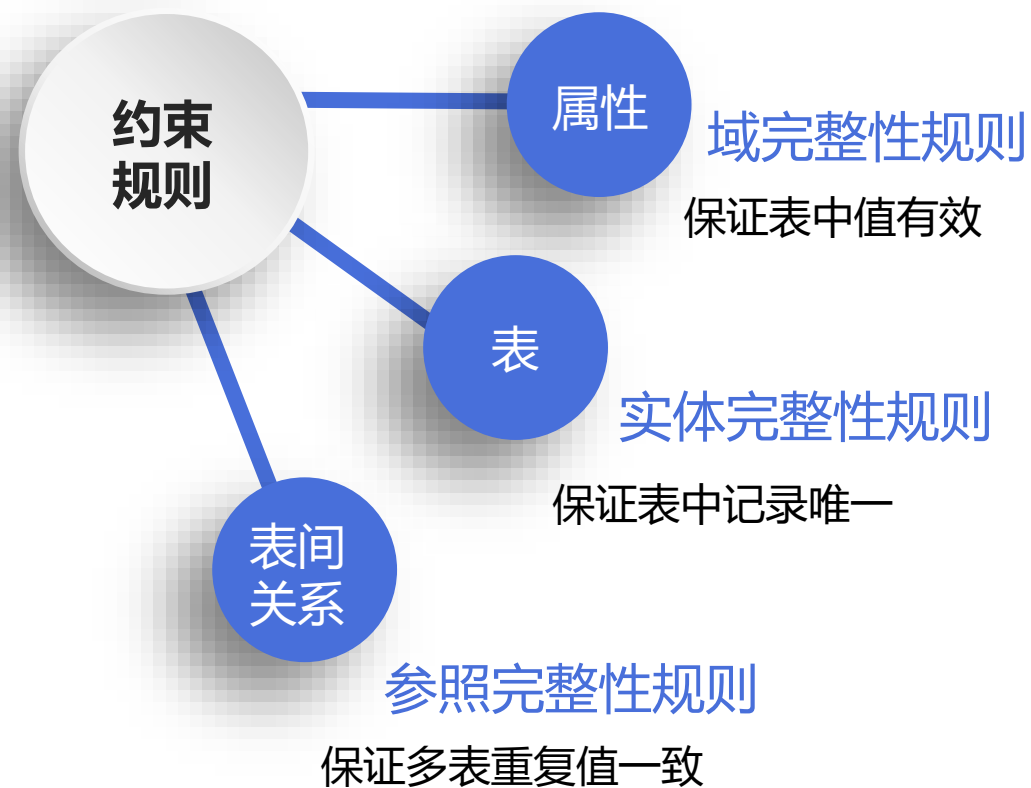 约束
规则
属性
域完整性规则
保证表中值有效
表
实体完整性规则
保证表中记录唯一
表间
关系
参照完整性规则
保证多表重复值一致